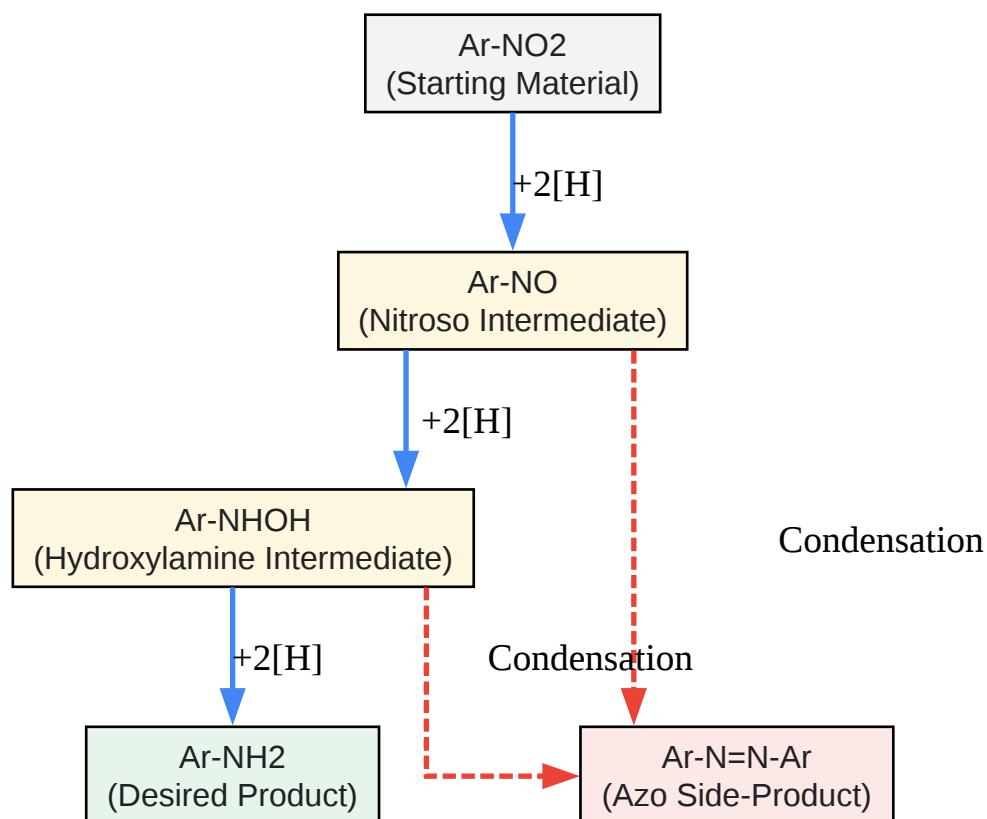 Ar-NO2
(Starting Material)
+2[H]
Ar-NO
(Nitroso Intermediate)
+2[H]
Ar-NHOH
(Hydroxylamine Intermediate)
Condensation
+2[H]
Condensation
Ar-NH2
(Desired Product)
Ar-N=N-Ar
(Azo Side-Product)